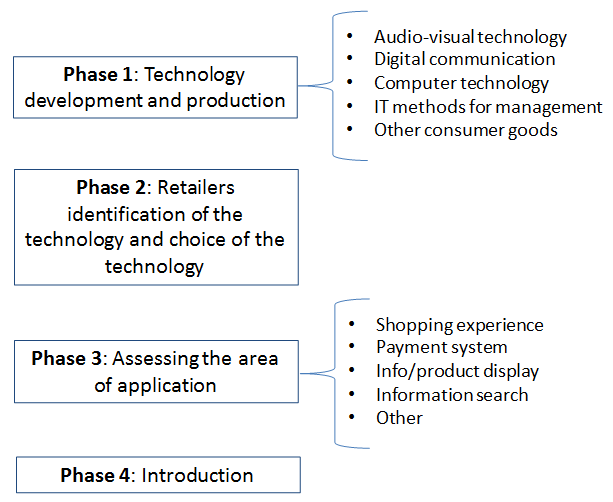 Phase 1: Technology
development and production
• Audio-visual technology
• Digital communication
• Computer technology
• IT methods for management
• Other consumer goods
Phase 2: Retailers
identification of the
technology and choice of the
technology
Phase 3: Assessing the area
of application
• Shopping experience
• Payment system
• Info/product display
• Information search
• Other
Phase 4: Introduction